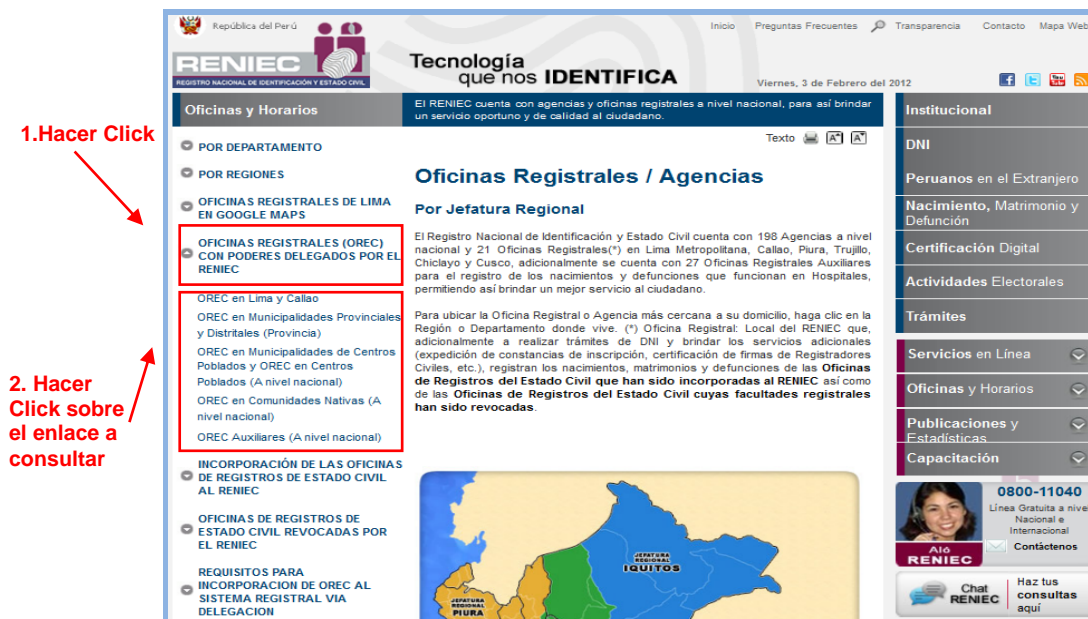 República del Perú
Inicio
Preguntas Frecuentes
Transparencia
Contacto
Mapa Web
RENIEC
REGISTRO NACIONAL DE IDENTIFICACIÓN Y ESTADO CIVIL
Tecnología
que nos IDENTIFICA
Viernes, 3 de Febrero del 2012
You
1.Hacer Click
2. Hacer
Click sobre
el enlace a
consultar
Oficinas y Horarios
POR DEPARTAMENTO
POR REGIONES
OFICINAS REGISTRALES DE LIMA
EN GOOGLE MAPS
OFICINAS REGISTRALES (OREC)
CON PODERES DELEGADOS POR EL
RENIEC
OREC en Lima y Callao
OREC en Municipalidades Provinciales
y Distritales (Provincia)
OREC en Municipalidades de Centros
Poblados y OREC en Centros
Poblados (A nivel nacional)
OREC en Comunidades Nativas (A
nivel nacional)
OREC Auxiliares (A nivel nacional)
INCORPORACIÓN DE LAS OFICINAS
DE REGISTROS DE ESTADO CIVIL
AL RENIEC
OFICINAS DE REGISTROS DE
ESTADO CIVIL REVOCADAS POR
EL RENIEC
REQUISITOS PARA
INCORPORACION DE OREC AL
SISTEMA REGISTRAL VIA
DELEGACION
El RENIEC cuenta con agencias y oficinas registrales a nivel nacional, para así brindar
un servicio oportuno y de calidad al ciudadano.
Texto
Oficinas Registrales / Agencias
Por Jefatura Regional
El Registro Nacional de Identificación y Estado Civil cuenta con 198 Agencias a nivel
nacional y 21 Oficinas Registrales(*) en Lima Metropolitana, Callao, Piura, Trujillo,
Chiclayo y Cusco, adicionalmente se cuenta con 27 Oficinas Registrales Auxiliares
para el registro de los nacimientos y defunciones que funcionan en Hospitales,
permitiendo así brindar un mejor servicio al ciudadano.
Para ubicar la Oficina Registral o Agencia más cercana a su domicilio, haga clic en la
Región o Departamento donde vive. (*) Oficina Registral: Local del RENIEC que,
adicionalmente a realizar trámites de DNI y brindar los servicios adicionales
(expedición de constancias de inscripción, certificación de firmas de Registradores
Civiles, etc.), registran los nacimientos, matrimonios y defunciones de las Oficinas
de Registros del Estado Civil que han sido incorporadas al RENIEC así como
de las Oficinas de Registros del Estado Civil cuyas facultades registrales
han sido revocadas.
JEFATURA
REGIONAL
IQUITOS
JEFATURA
REGIONAL
PIURA
Institucional
DNI
Peruanos en el Extranjero
Nacimiento, Matrimonio y
Defunción
Certificación Digital
Actividades Electorales
Trámites
Servicios en Línea
Oficinas y Horarios
Publicaciones y
Estadísticas
Capacitación
0800-11040
Línea Gratuita a nive
Nacional e
Internacional
Contáctenos
Aló
RENIEC
Chat
RENIEC
Haz tus
consultas
aquí